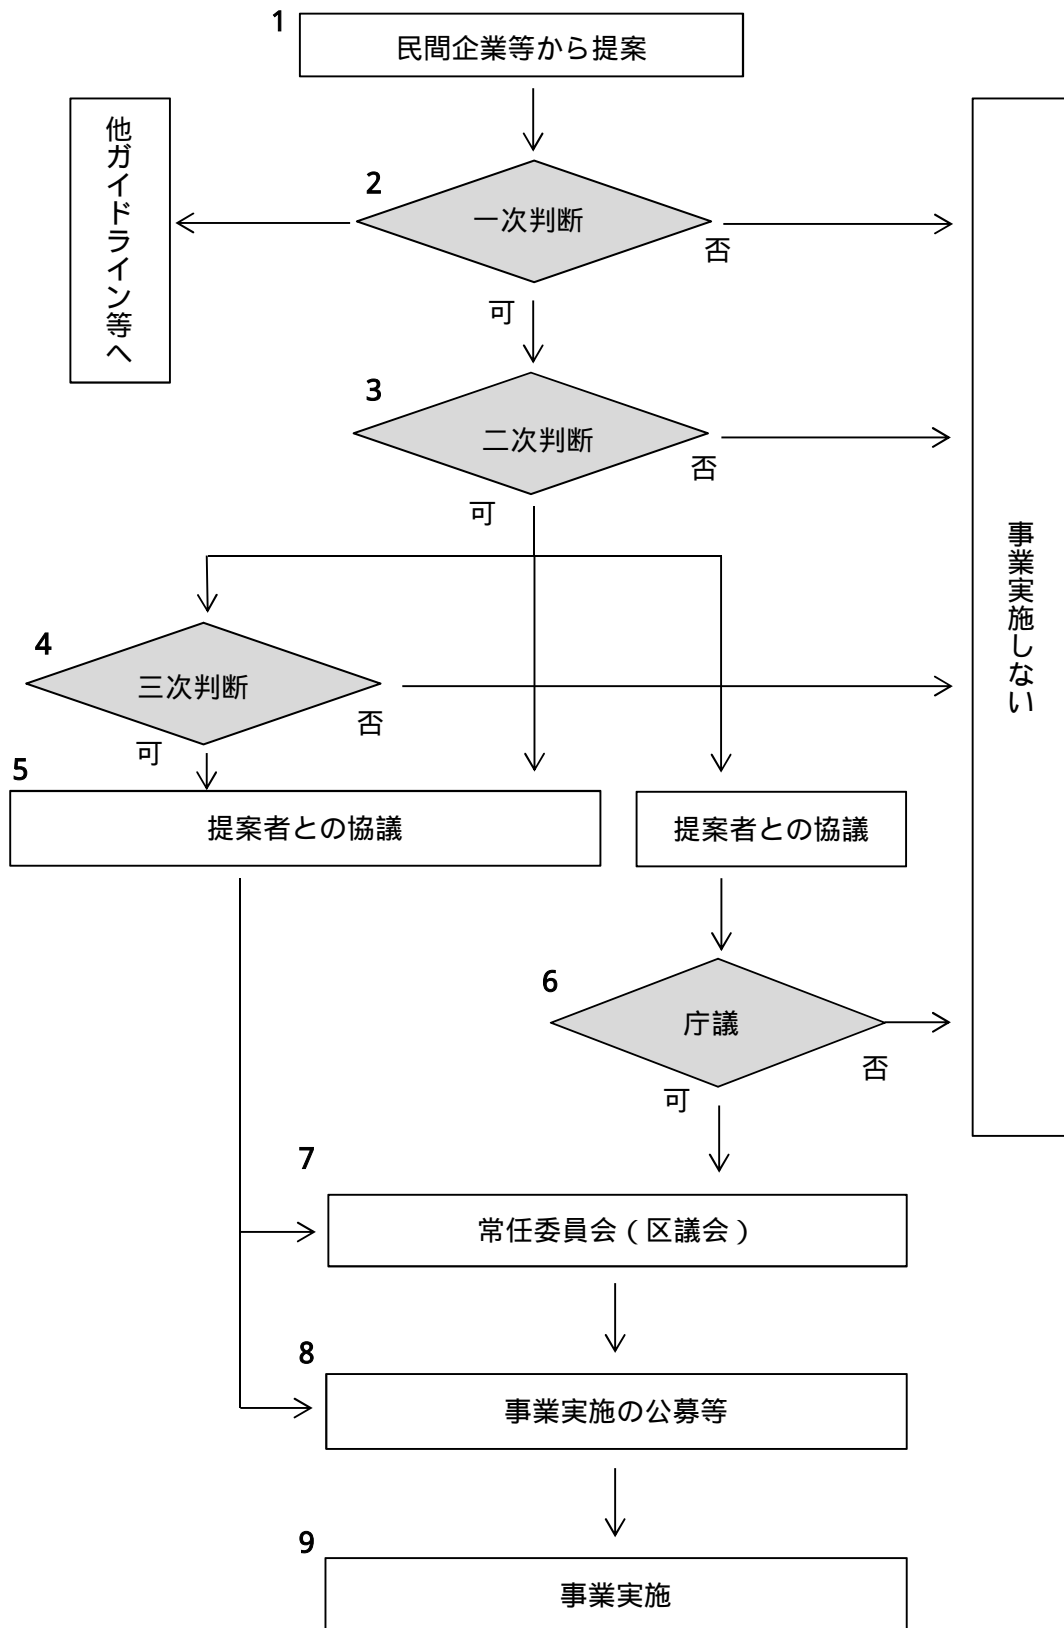 1
民間企業等から提案
他ガイドライン等へ
2
一次判断
否
可
3
二次判断
否
可
事業実施しない
4
三次判断
否
可
5
提案者との協議
提案者との協議
6
庁議
否
可
7
常任委員会（区議会）
8
事業実施の公募等
9
事業実施